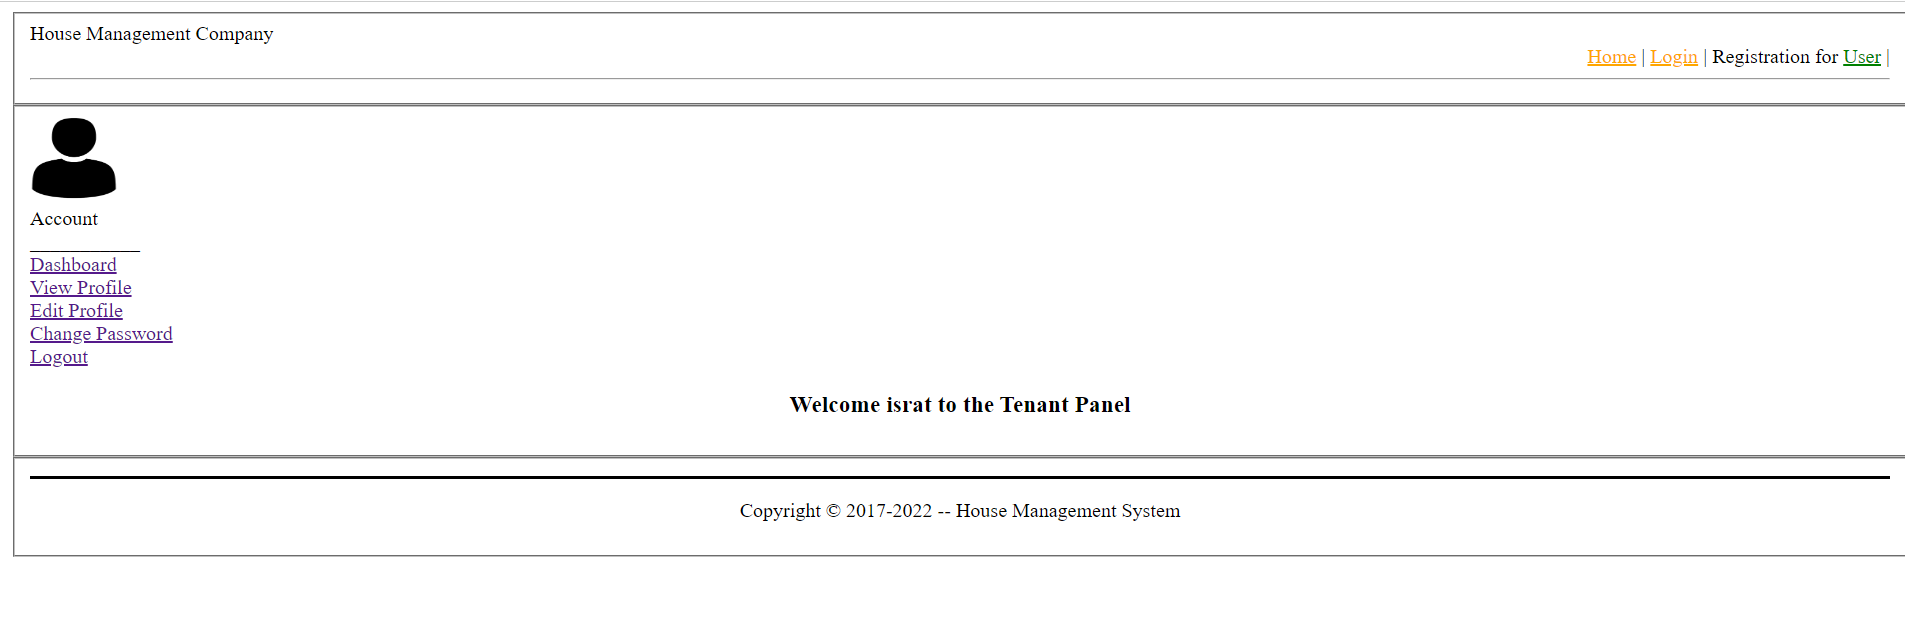 House Management Company
Home | Login | Registration for User |
Account
___________
Dashboard
View Profile
Edit Profile
Change Password
Logout
Welcome israt to the Tenant Panel
Copyright © 2017-2022 -- House Management System